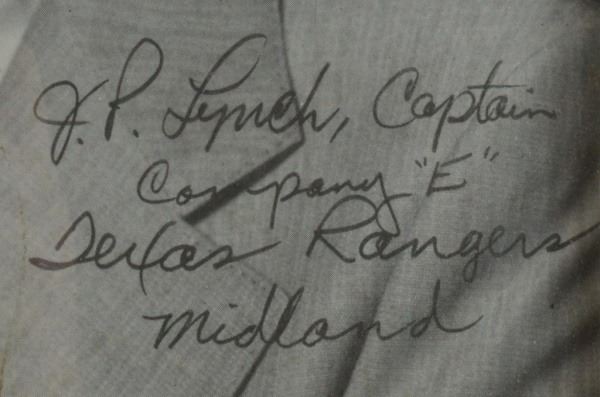 J. P. Lynch, Captain
Company "E"
Texas Rangers
Midland